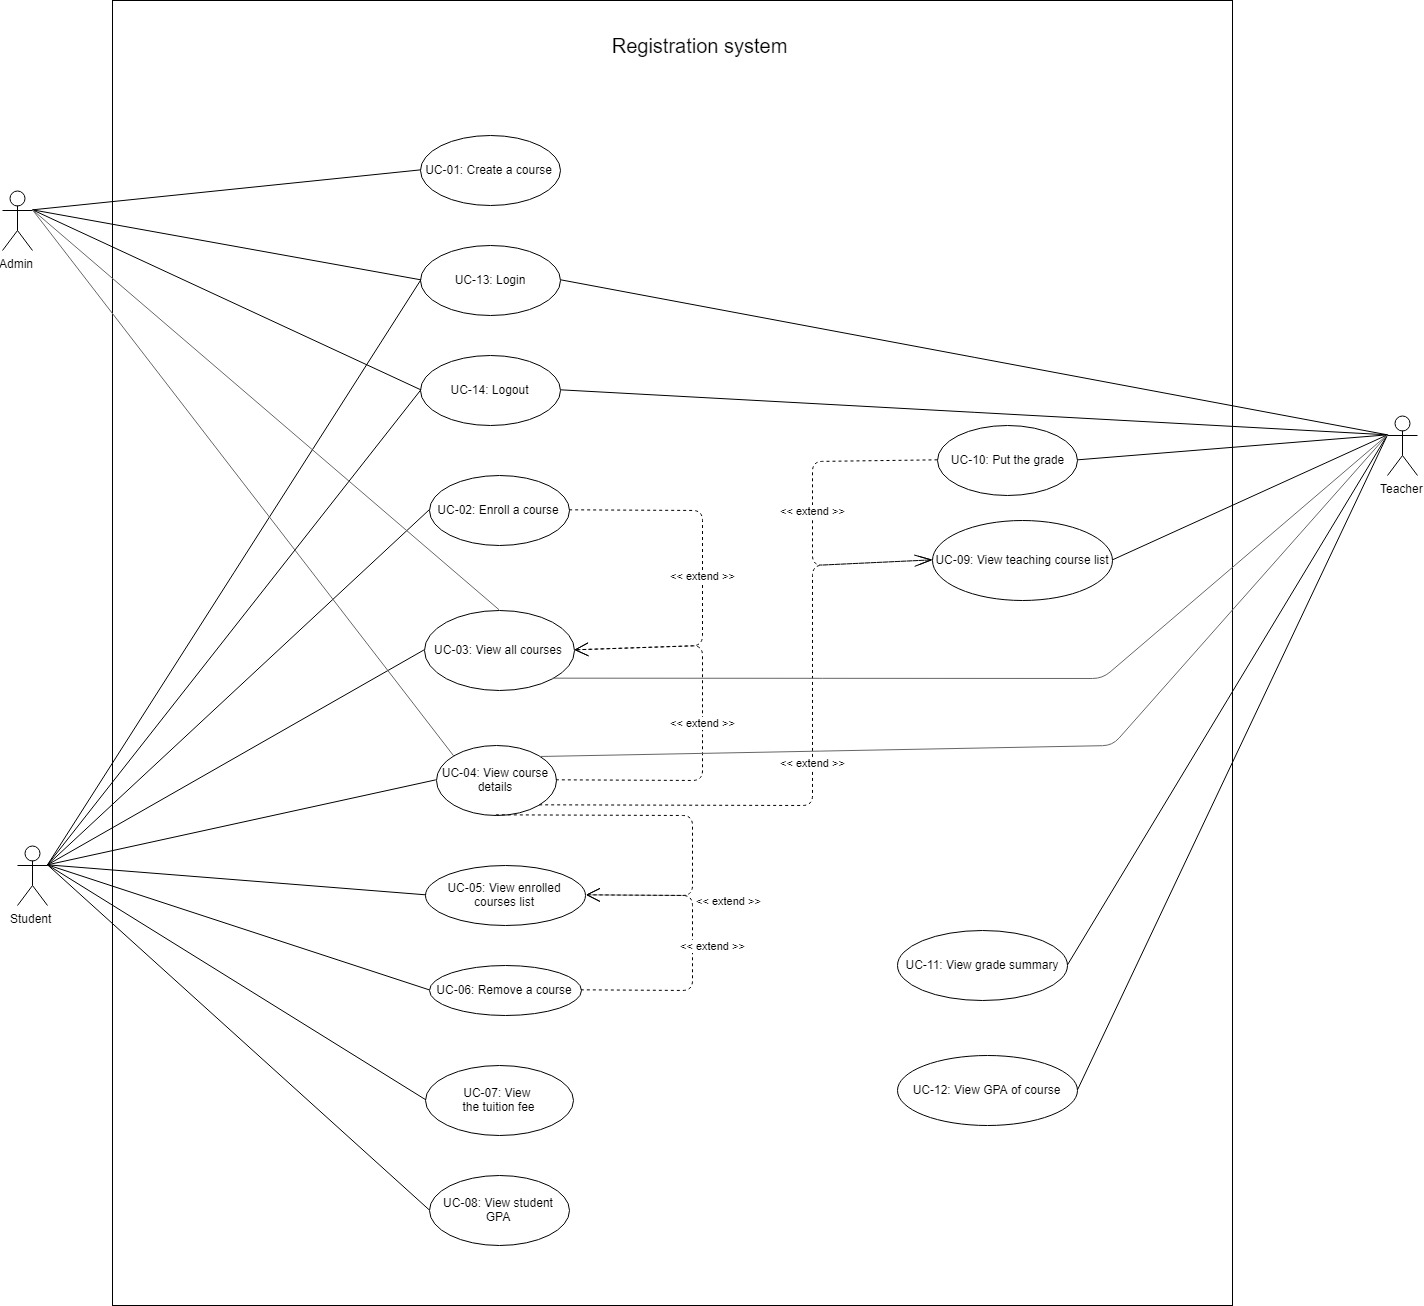 Registration system
UC-01: Create a course
Admin
UC-13: Login
UC-14: Logout
UC-10: Put the grade
Teacher
UC-02: Enroll a course
<< extend >>
UC-09: View teaching course list
<< extend >>
UC-03: View all courses
<< extend >>
<< extend >>
UC-04: View course
details
UC-05: View enrolled
courses list
<< extend >>
Student
<< extend >>
UC-11: View grade summary
UC-06: Remove a course
UC-07: View
the tuition fee
UC-12: View GPA of course
UC-08: View student
GPA